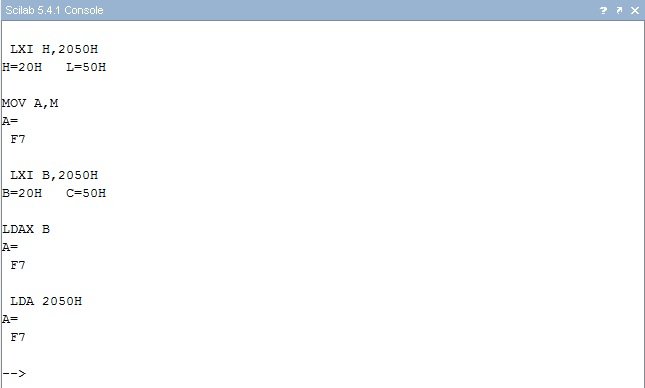 Scilab 5.4.1 Console
? ↗ ✕
LXI H,2050H
H=20H   L=50H
MOV A,M
A=
F7
LXI B,2050H
B=20H   C=50H
LDAX B
A=
F7
LDA 2050H
A=
F7
-->